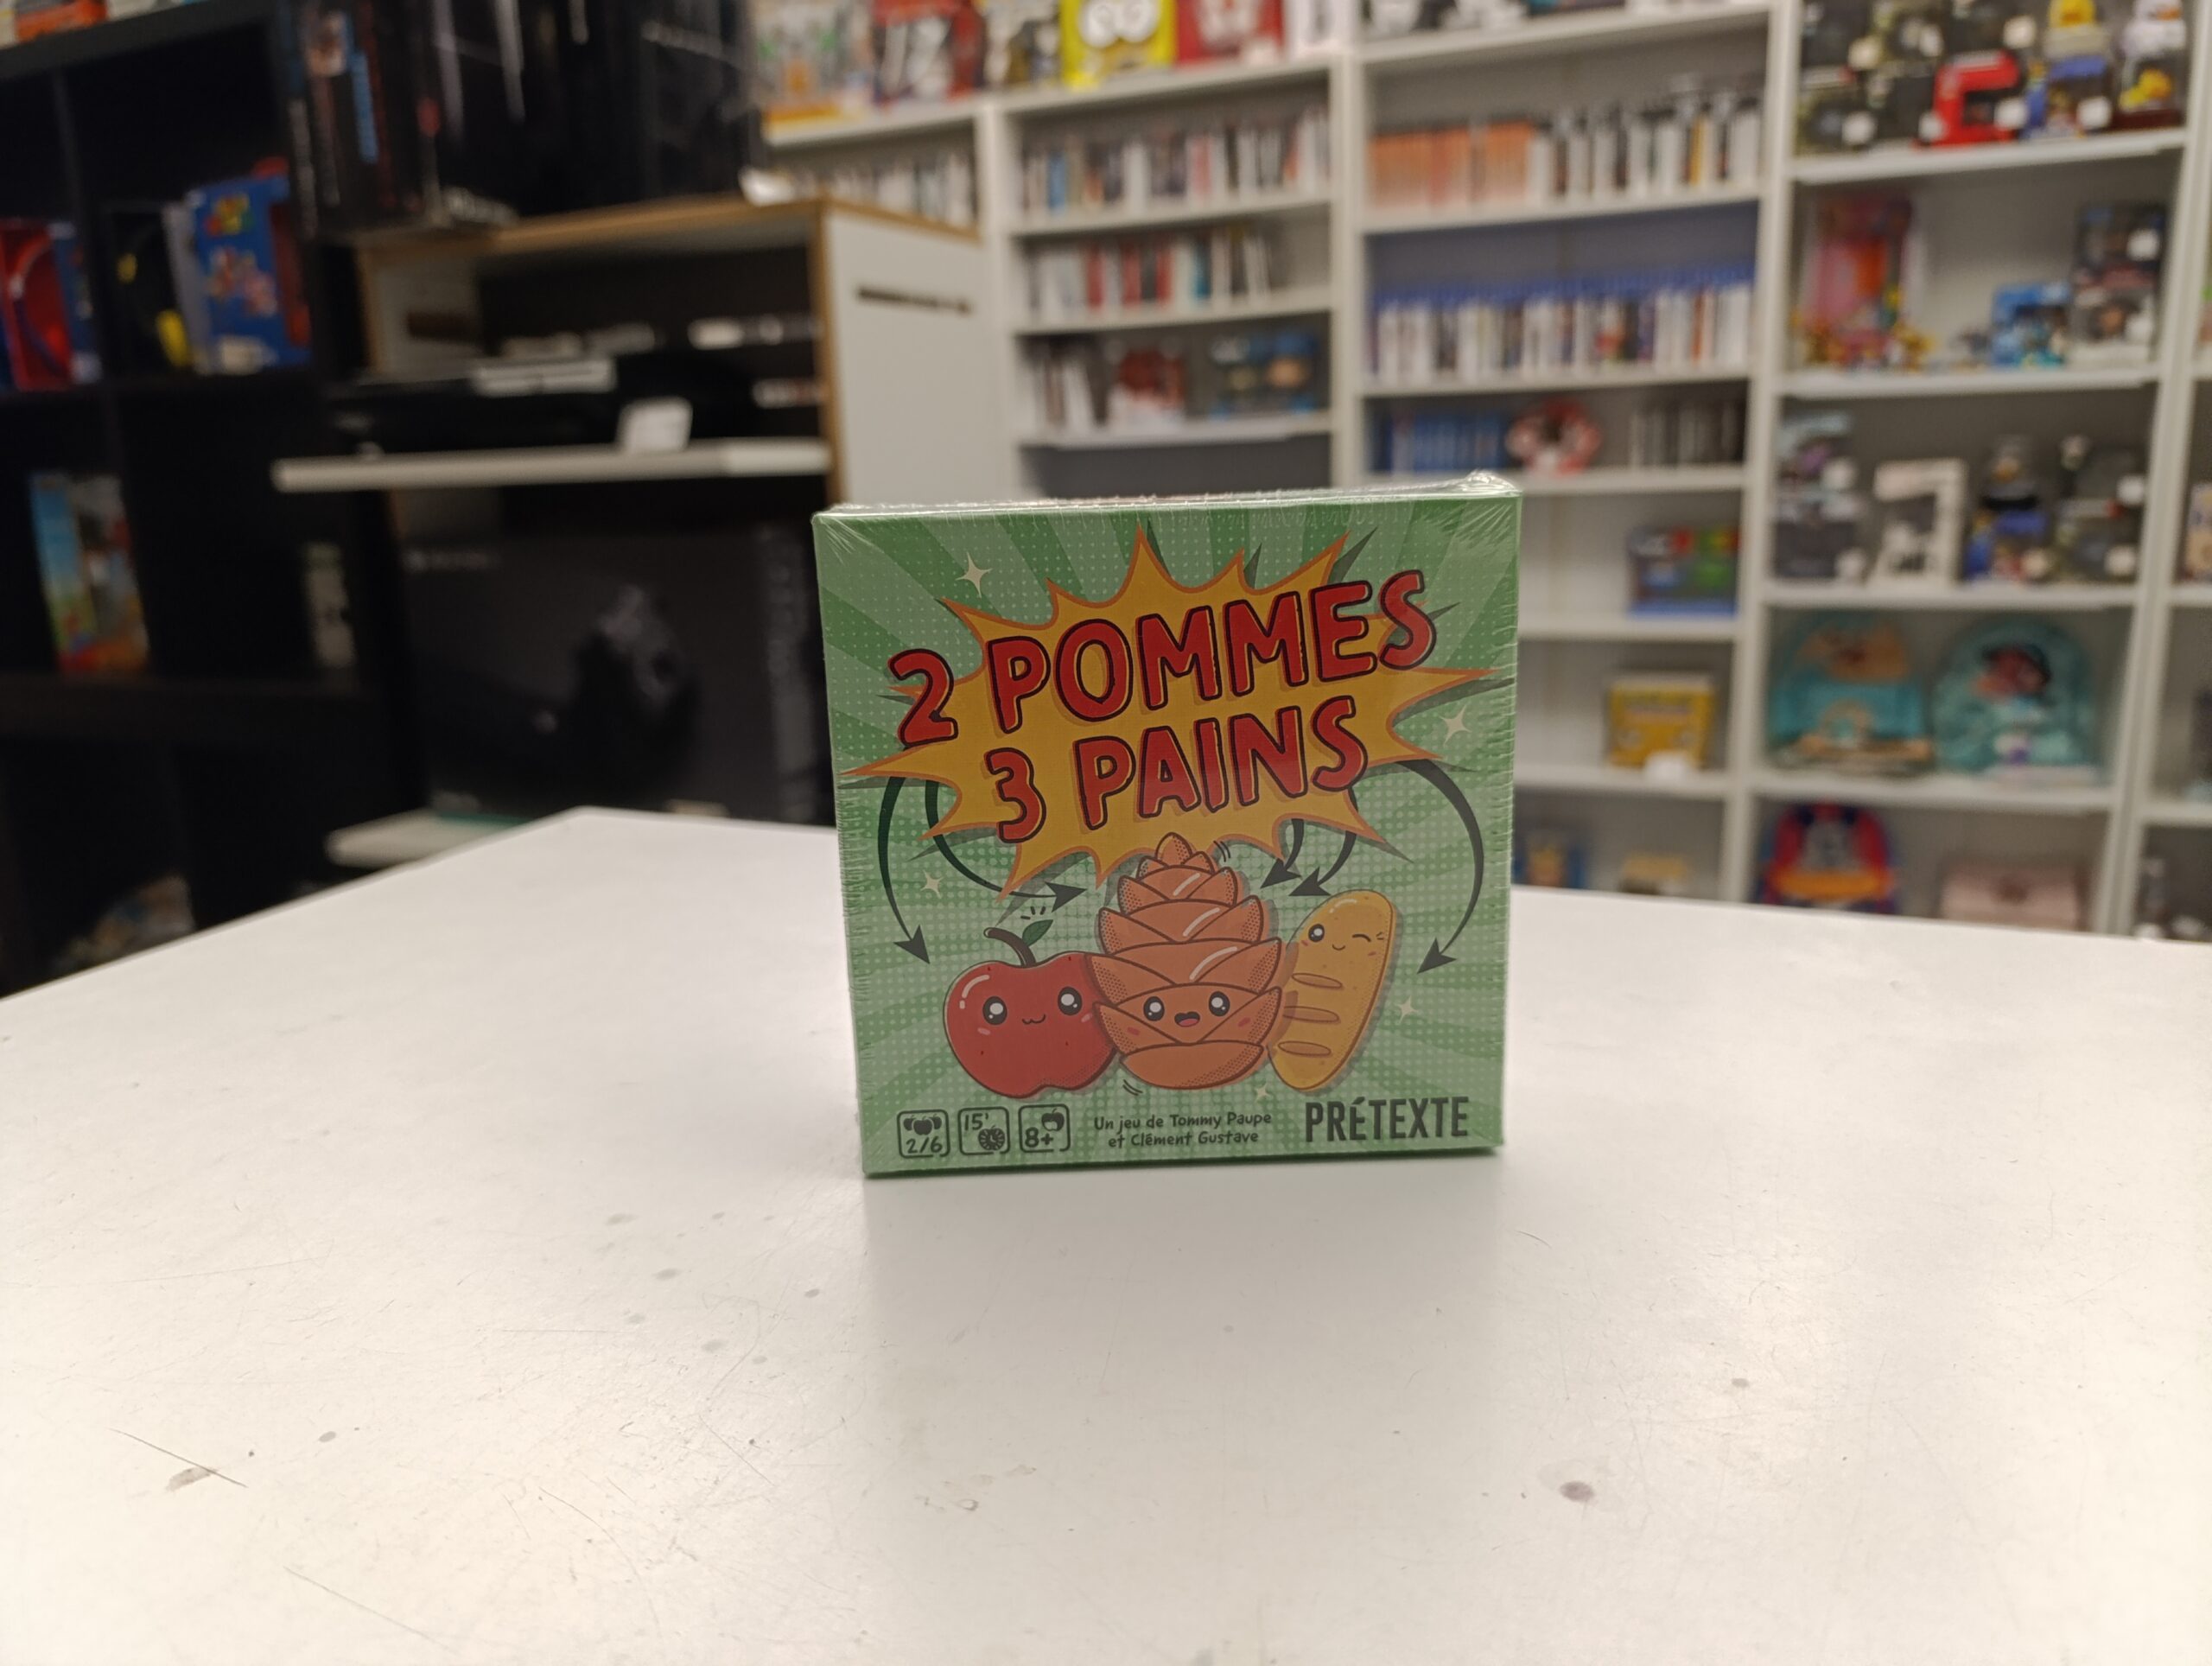 2 POMMES
3 PAINS
2/6
15'
8+
Un jeu de Tommy Paupe
et Clément Gustave
PRÉTEXTE